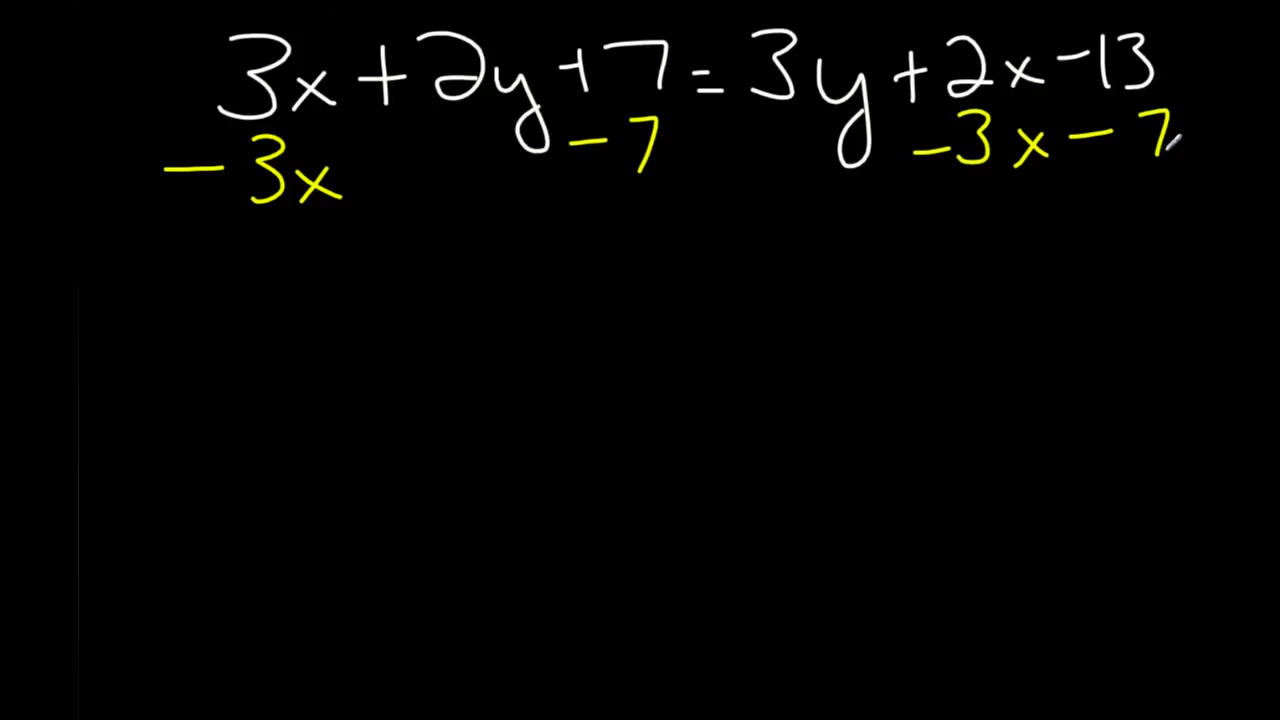 3x + 2y + 7 = 3y + 2x - 13
- 3x - 7 - 3x - 7